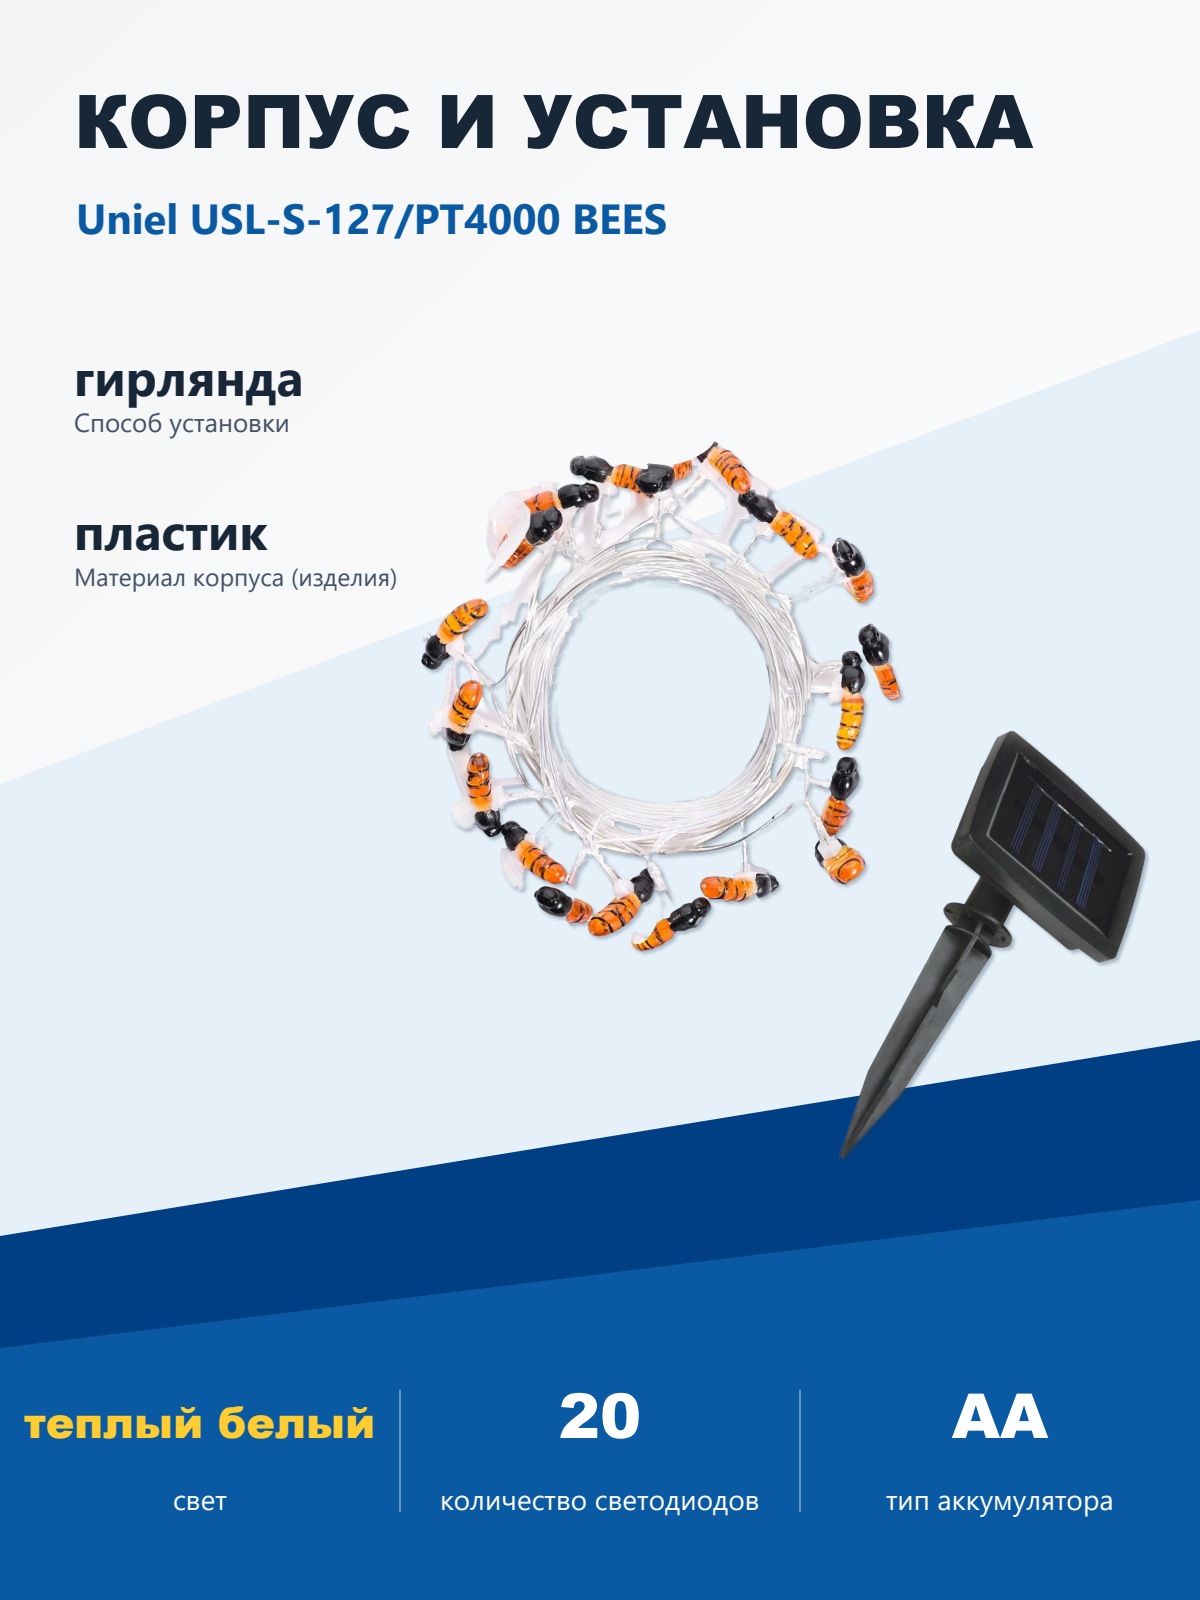 КОРПУС И УСТАНОВКА
Uniel USL-S-127/PT4000 BEES
гирлянда
Способ установки
пластик
Материал корпуса (изделия)
теплый белый
свет
20
количество светодиодов
AA
тип аккумулятора